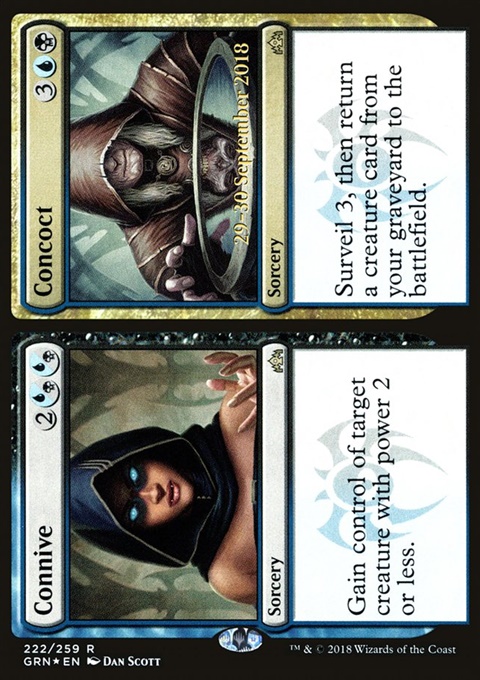 Connive 2
Sorcery
Gain control of target
creature with power 2
or less.
Concoct 3
29–30 September 2018
Sorcery
Surveil 3, then return
a creature card from
your graveyard to the
battlefield.
222/259 R
GRN★EN Dan Scott
™ & © 2018 Wizards of the Coast